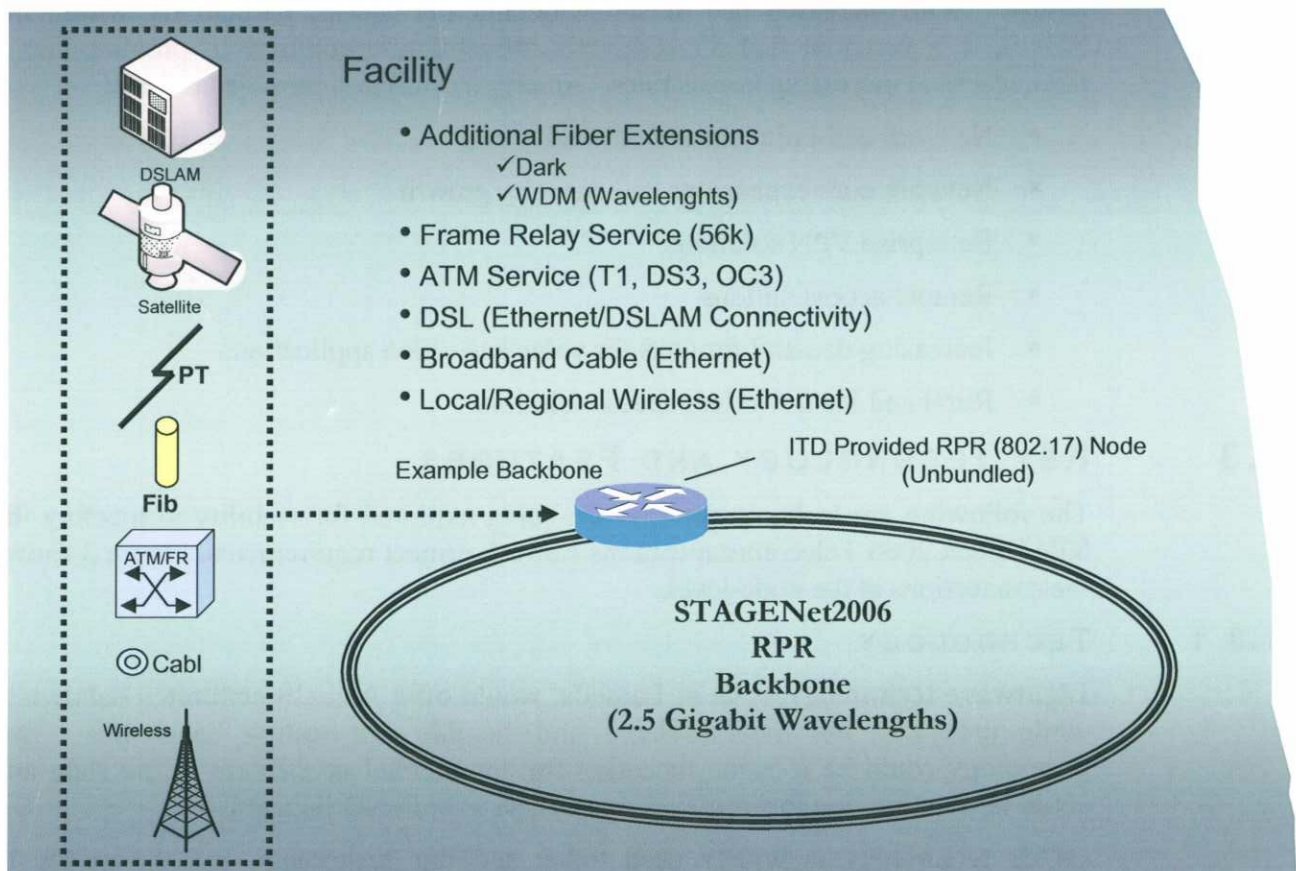 Facility
• Additional Fiber Extensions
✓Dark
✓WDM (Wavelenghts)
• Frame Relay Service (56k)
• ATM Service (T1, DS3, OC3)
• DSL (Ethernet/DSLAM Connectivity)
• Broadband Cable (Ethernet)
• Local/Regional Wireless (Ethernet)
DSLAM
Satellite
PT
Fib
ATM/FR
Cabl
Wireless
Example Backbone
ITD Provided RPR (802.17) Node
(Unbundled)
STAGENet2006
RPR
Backbone
(2.5 Gigabit Wavelengths)